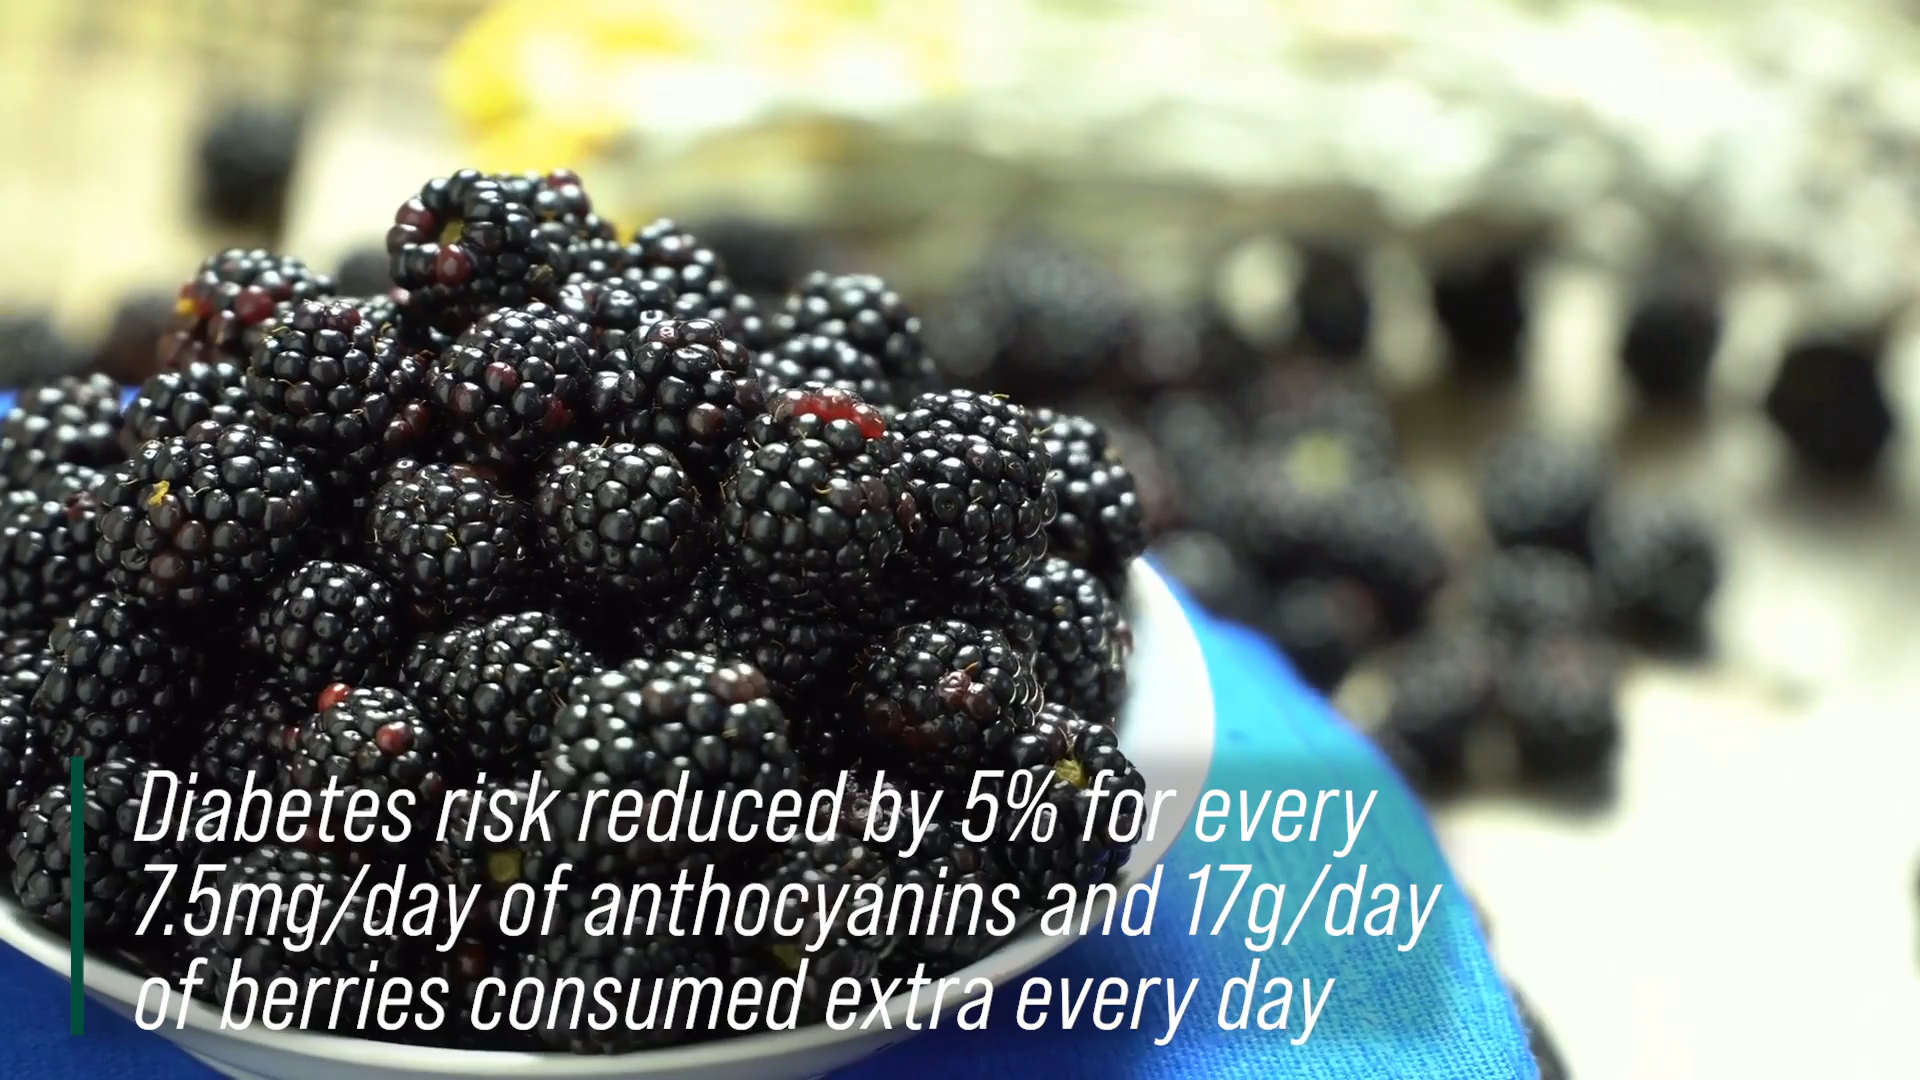 Diabetes risk reduced by 5% for every
7.5mg/day of anthocyanins and 17g/day
of berries consumed extra every day